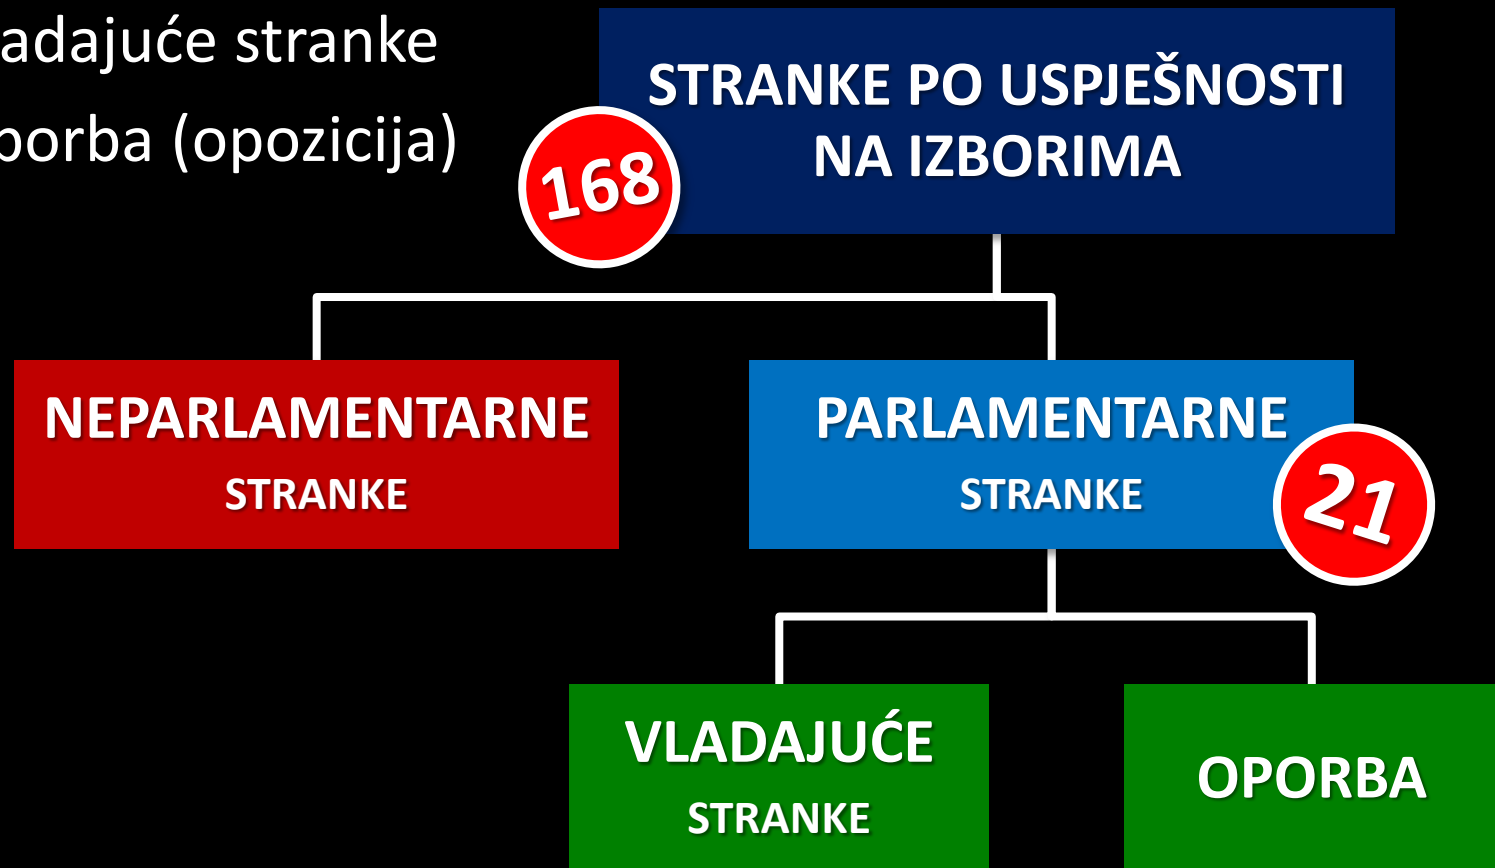 adajuće stranke
porba (opozicija)
STRANKE PO USPJEŠNOSTI
NA IZBORIMA
168
NEPARLAMENTARNE
STRANKE
PARLAMENTARNE
STRANKE
21
VLADAJUĆE
STRANKE
OPORBA